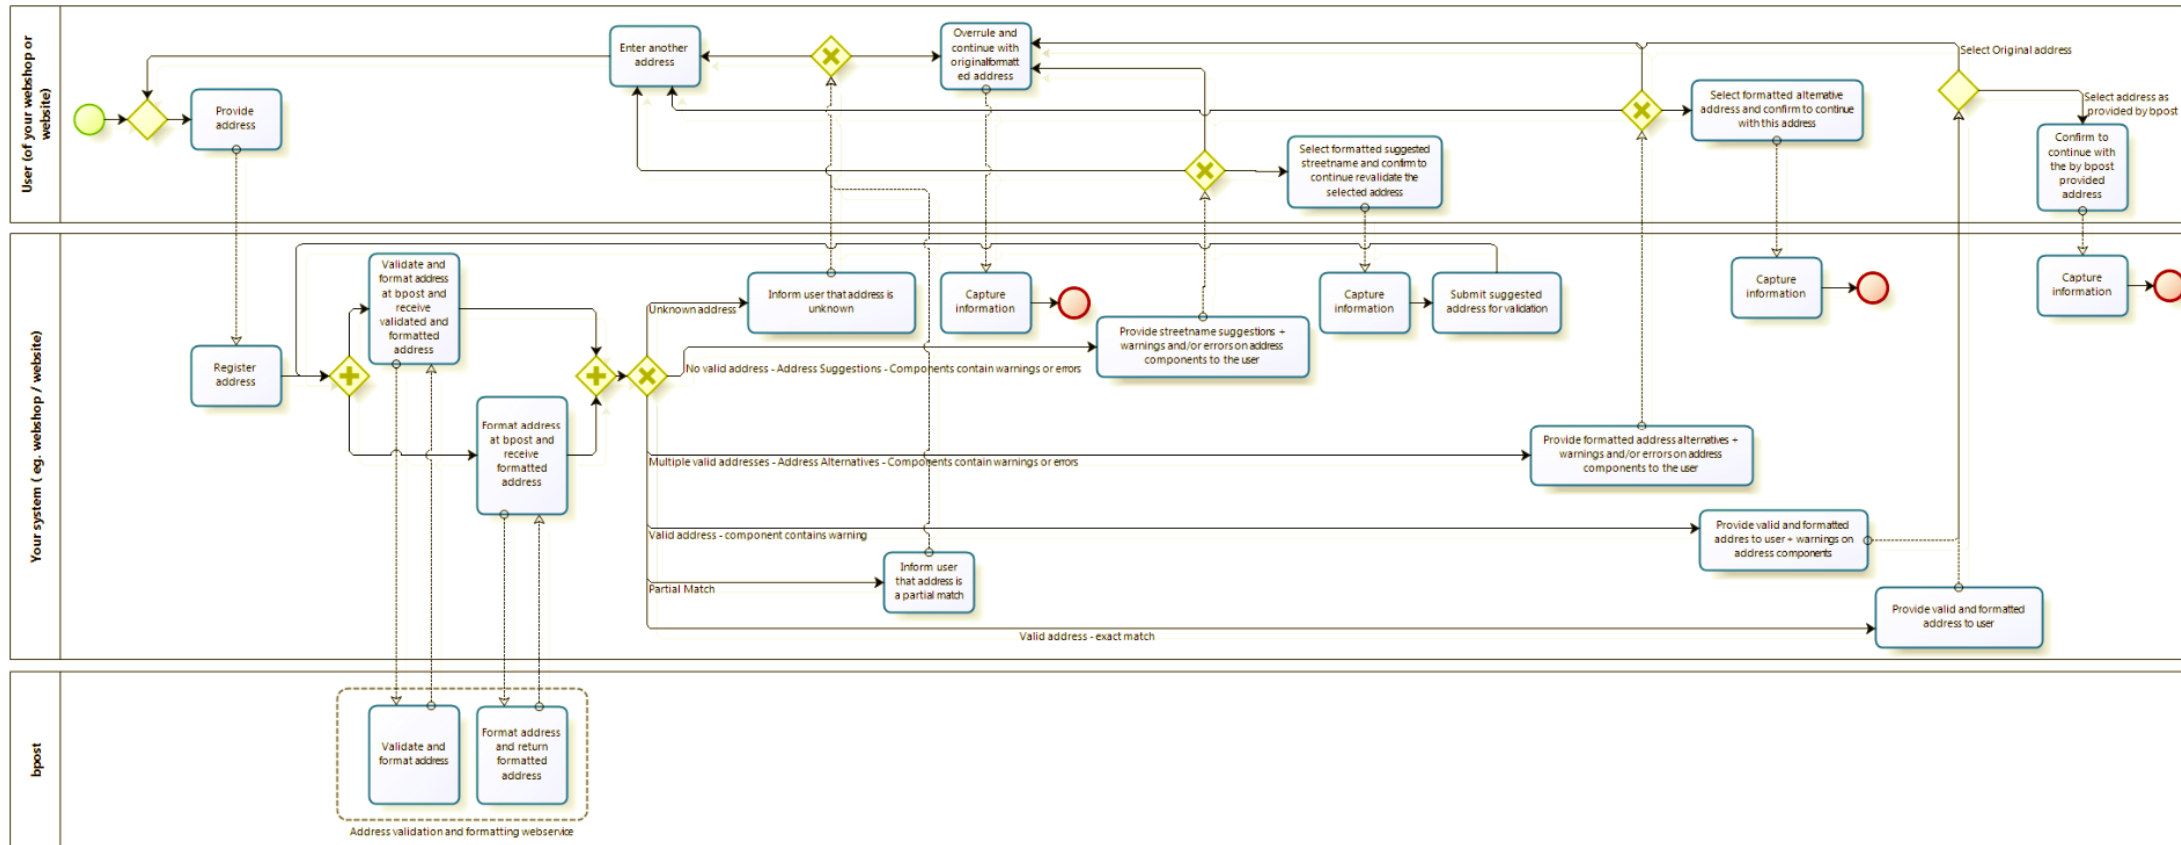 User (of your webshop or
website)
Enter another
address
Overrule and
continue with
originalformatt
ed address
Select Original address
Provide
address
Select formatted alternative
address and confirm to continue
with this address
Select address as
provided by bpost
Select formatted suggested
streetname and confirm to
continue revalidate the
selected address
Confirm to
continue with
the by bpost
provided
address
Your system ( eg. webshop / website)
Validate and
format address
at bpost and
receive
validated and
formatted
address
Inform user that address is
unknown
Unknown address
Capture
information
Capture
information
Submit suggested
address for validation
Capture
information
Capture
information
Provide streetname suggestions +
warnings and/or errors on address
components to the user
Register
address
No valid address - Address Suggestions - Components contain warnings or errors
Format address
at bpost and
receive
formatted
address
Multiple valid addresses - Address Alternatives - Components contain warnings or errors
Provide formatted address alternatives +
warnings and/or errors on address
components to the user
Valid address - component contains warning
Provide valid and formatted
addres to user + warnings on
address components
Partial Match
Inform user
that address is
a partial match
Valid address - exact match
Provide valid and formatted
address to user
bpost
Validate and
format address
Format address
and return
formatted
address
Address validation and formatting webservice